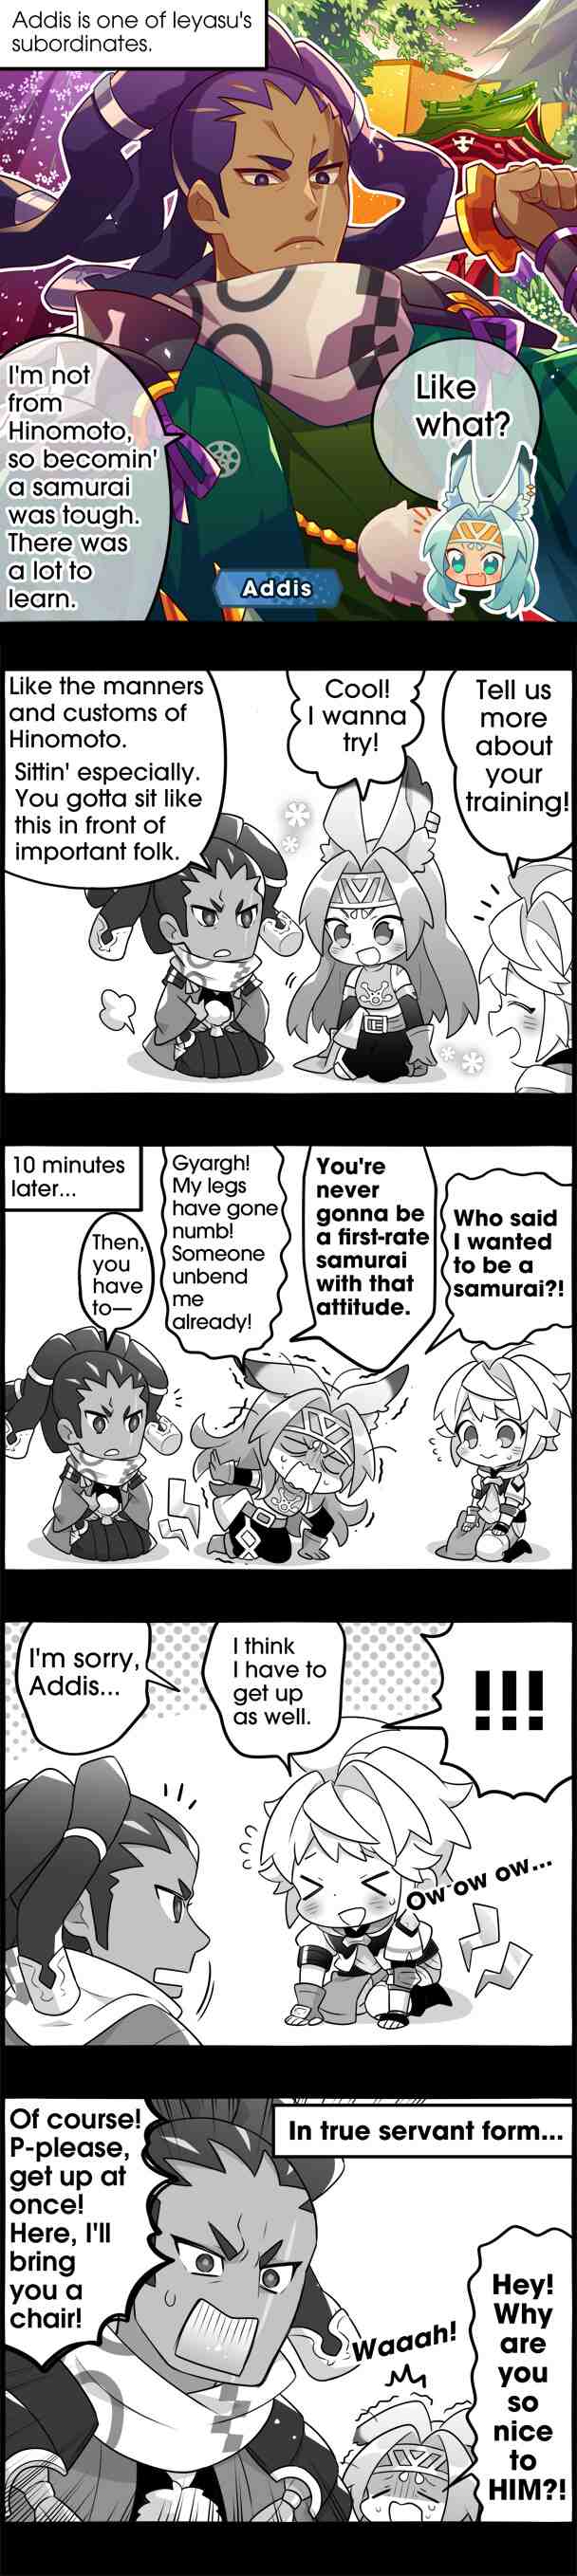 Addis is one of Ieyasu's
subordinates.
I'm not
from
Hinomoto,
so becomin'
a samurai
was tough.
There was
a lot to
learn.
Like
what?
Addis
Like the manners
and customs of
Hinomoto.
Sittin' especially.
You gotta sit like
this in front of
important folk.
Cool!
I wanna
try!
Tell us
more
about
your
training!
10 minutes
later...
Then,
you
have
to—
Gyargh!
My legs
have gone
numb!
Someone
unbend
me
already!
You're
never
gonna be
a first-rate
samurai
with that
attitude.
Who said
I wanted
to be a
samurai?!
I'm sorry,
Addis...
I think
I have to
get up
as well.
!!!
Ow ow ow...
Of course!
P-please,
get up at
once!
Here, I'll
bring
you a
chair!
In true servant form...
Waaah!
Hey!
Why
are
you
so
nice
to
HIM?!